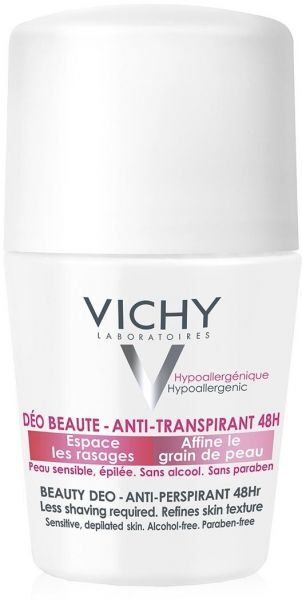 VICHY
LABORATOIRES
Hypoallergénique
Hypoallergenic
DÉO BEAUTE - ANTI-TRANSPIRANT 48H
Espace les rasages
Affine le grain de peau
Peau sensible, épilée. Sans alcool. Sans paraben
BEAUTY DEO - ANTI-PERSPIRANT 48Hr
Less shaving required. Refines skin texture
Sensitive, depilated skin. Alcohol-free. Paraben-free